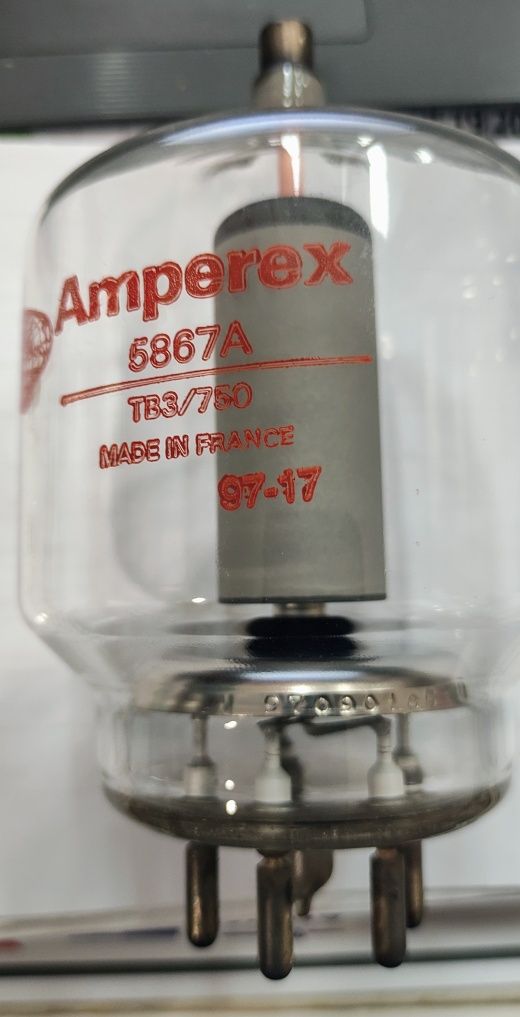 Amperex
5867A
TB3/750
MADE IN FRANCE
97-17